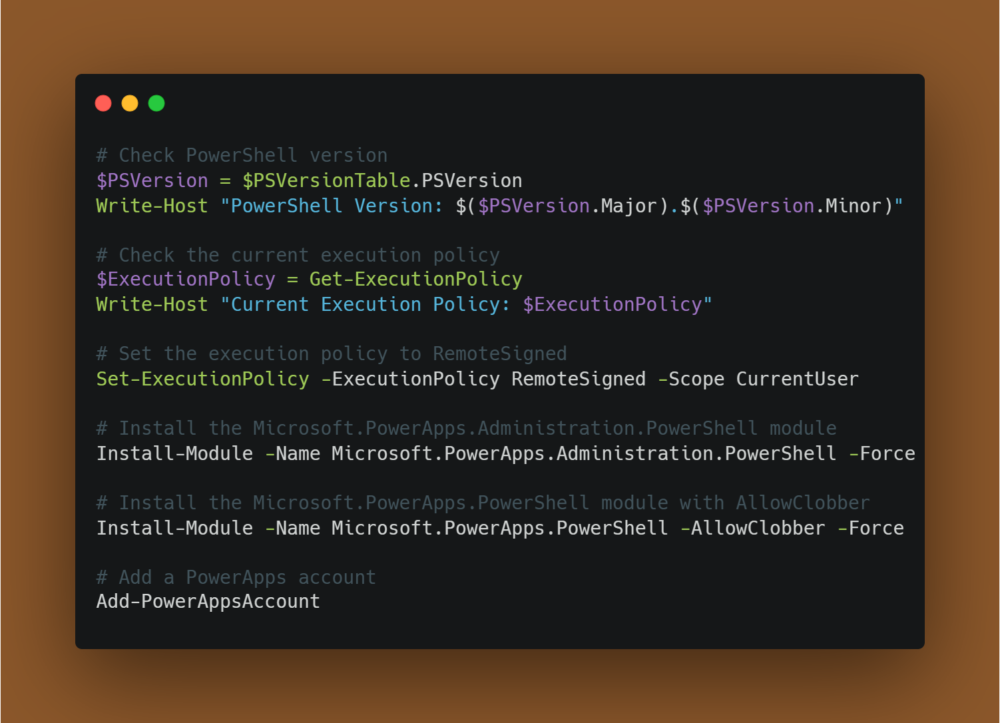 # Check PowerShell version
$PSVersion = $PSVersionTable.PSVersion
Write-Host "PowerShell Version: $($PSVersion.Major).$($PSVersion.Minor)"
# Check the current execution policy
$ExecutionPolicy = Get-ExecutionPolicy
Write-Host "Current Execution Policy: $ExecutionPolicy"
# Set the execution policy to RemoteSigned
Set-ExecutionPolicy -ExecutionPolicy RemoteSigned -Scope CurrentUser
# Install the Microsoft.PowerApps.Administration.PowerShell module
Install-Module -Name Microsoft.PowerApps.Administration.PowerShell -Force
# Install the Microsoft.PowerApps.PowerShell module with AllowClobber
Install-Module -Name Microsoft.PowerApps.PowerShell -AllowClobber -Force
# Add a PowerApps account
Add-PowerAppsAccount